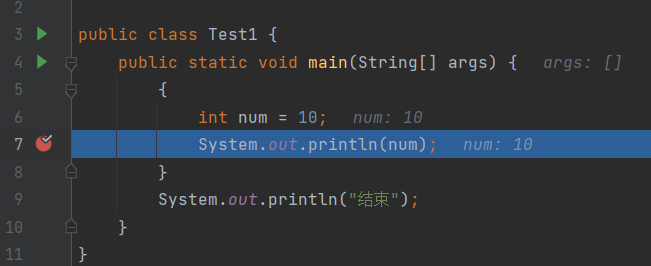 2
3 public class Test1 {
4 public static void main(String[] args) { args: []
5 {
6 int num = 10; num: 10
7 System.out.println(num); num: 10
8 }
9 System.out.println("结束");
10 }
11 }